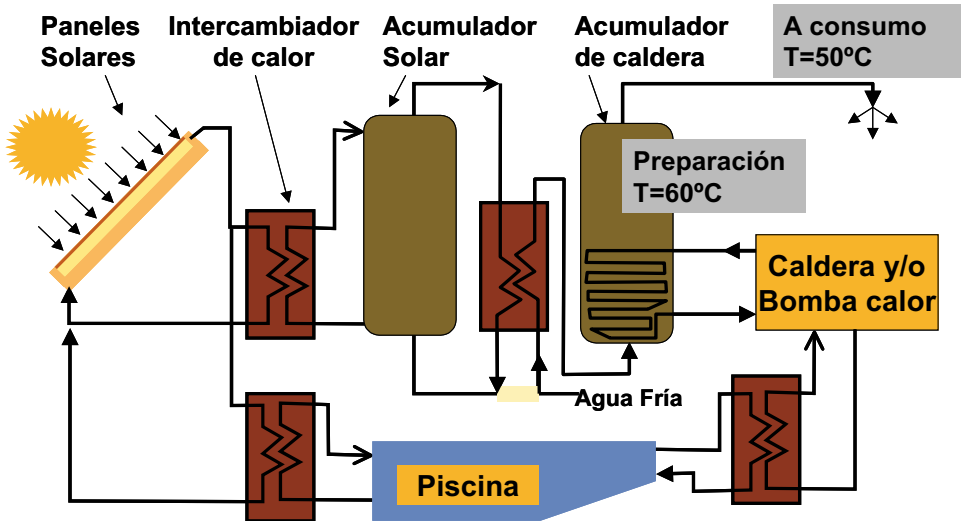 Paneles
Solares
Intercambiador
de calor
Acumulador
Solar
Acumulador
de caldera
A consumo
T=50ºC
Preparación
T=60ºC
Caldera y/o
Bomba calor
Agua Fría
Piscina